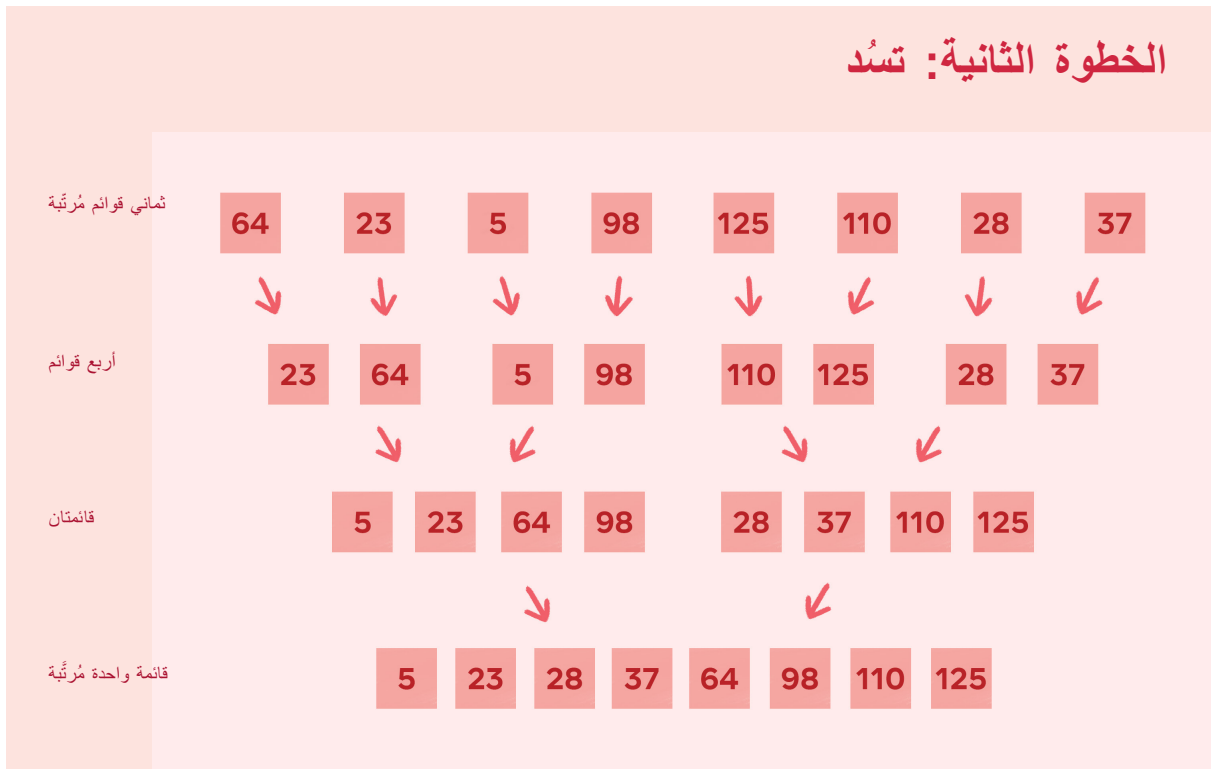 الخطوة الثانية: تسُد
ثماني قوائم مُرتّبة
64 23 5 98 125 110 28 37
أربع قوائم
23 64 5 98 110 125 28 37
قائمتان
5 23 64 98 28 37 110 125
قائمة واحدة مُرتَّبة
5 23 28 37 64 98 110 125